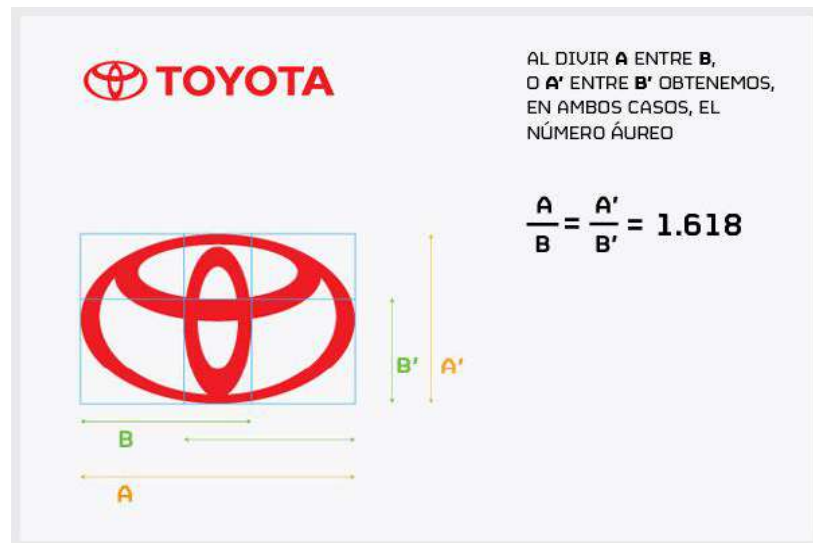 TOYOTA
AL DIVIR A ENTRE B,
O A' ENTRE B' OBTENEMOS,
EN AMBOS CASOS, EL
NÚMERO ÁUREO
A/B = A'/B' = 1.618
B' A'
B
A